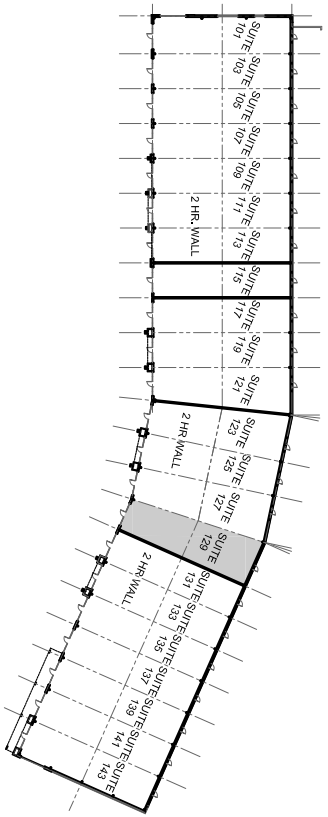 SUITE
101
SUITE
103
SUITE
105
SUITE
107
SUITE
109
SUITE
111
SUITE
113
2 HR. WALL
SUITE
115
SUITE
117
SUITE
119
SUITE
121
SUITE
123
2 HR WALL
SUITE
125
SUITE
127
SUITE
129
2 HR WALL
SUITE
131
SUITE
133
SUITE
135
SUITE
137
SUITE
139
SUITE
141
SUITE
143